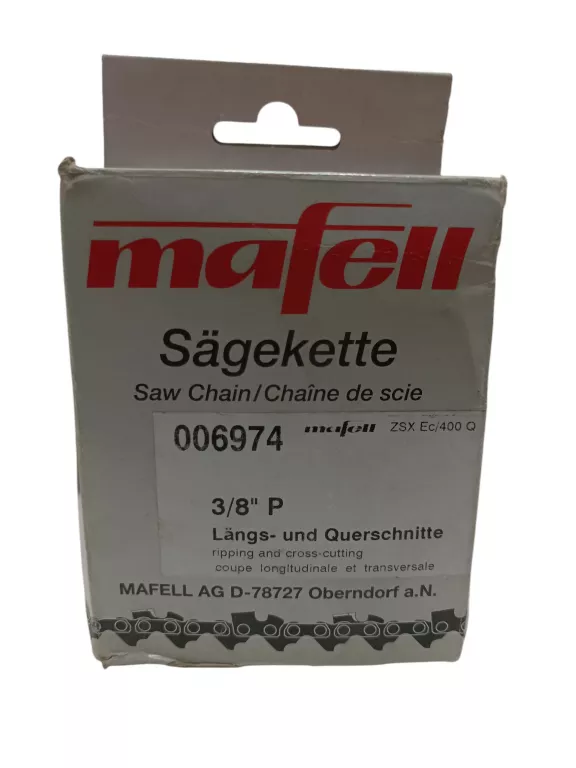 mafell
Sägekette
Saw Chain/Chaîne de scie
006974 mafell ZSX Ec/400 Q
3/8" P
Längs- und Querschnitte
ripping and cross-cutting
coupe longitudinale et transversale
MAFELL AG D-78727 Oberndorf a.N.